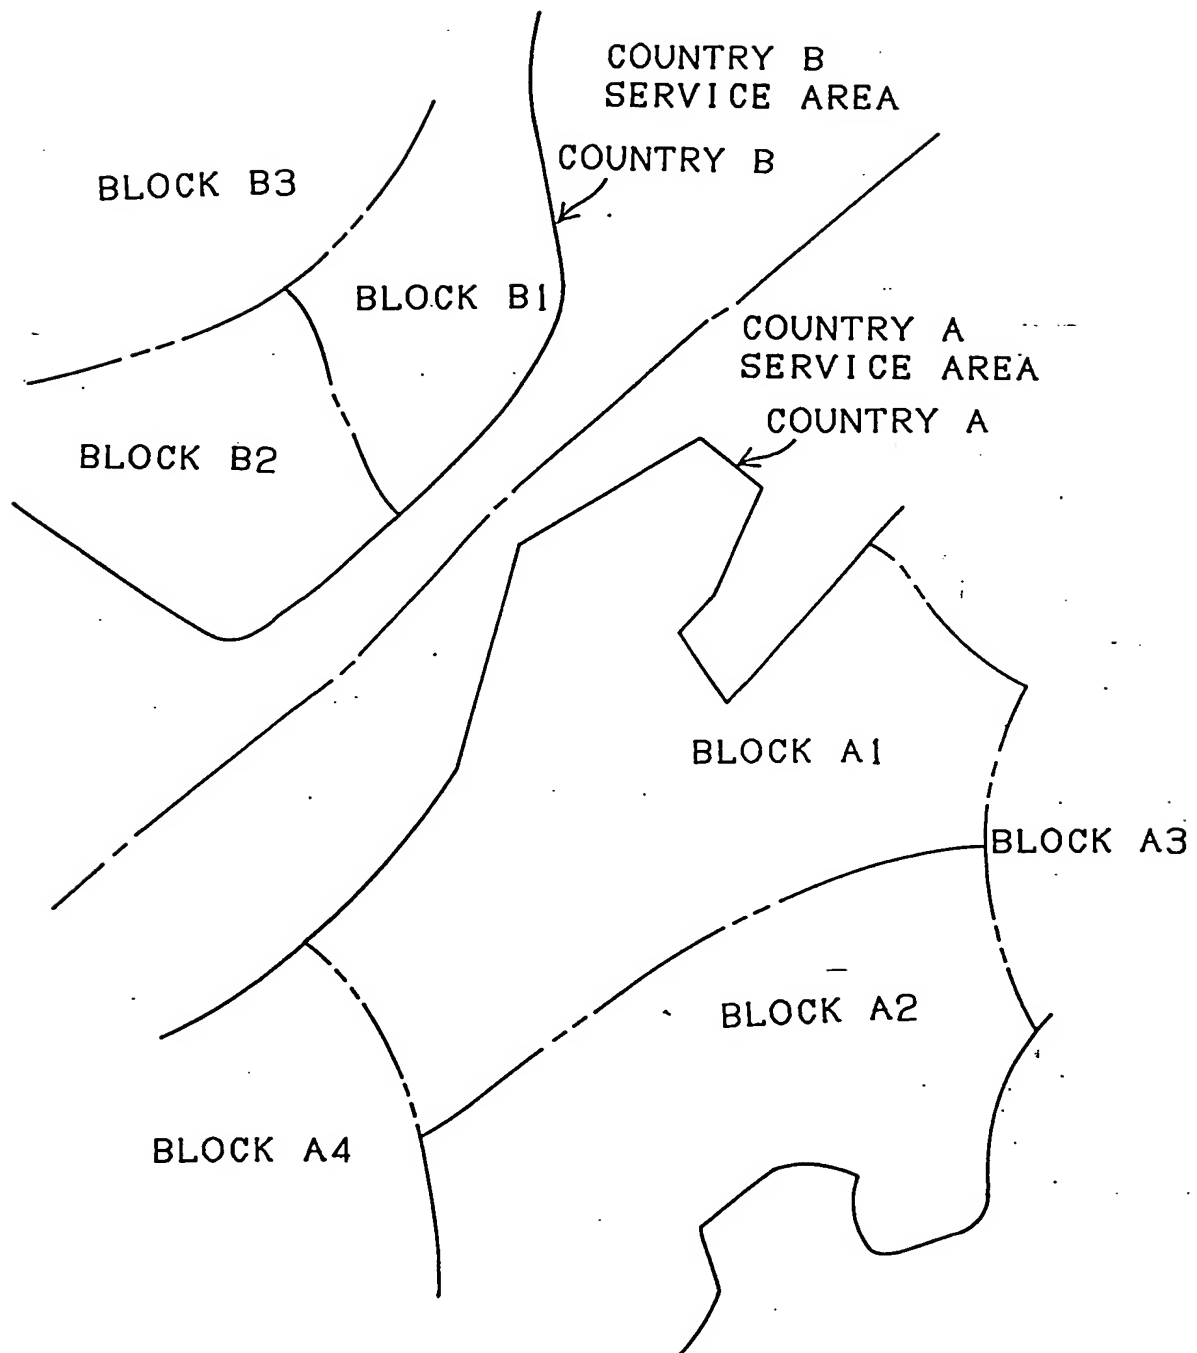 COUNTRY B
SERVICE AREA
COUNTRY B
BLOCK B3
BLOCK B1
COUNTRY A
SERVICE AREA
COUNTRY A
BLOCK B2
BLOCK A1
BLOCK A3
BLOCK A2
BLOCK A4